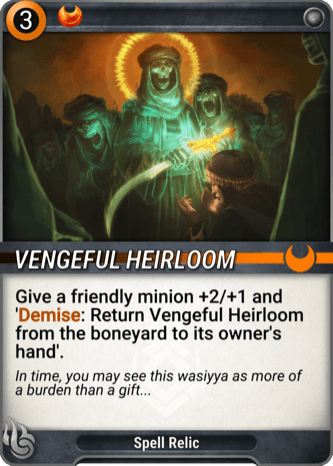 3
VENGEFUL HEIRLOOM
Give a friendly minion +2/+1 and
'Demise: Return Vengeful Heirloom
from the boneyard to its owner's
hand'.
In time, you may see this wasiyya as more of
a burden than a gift...
Spell Relic